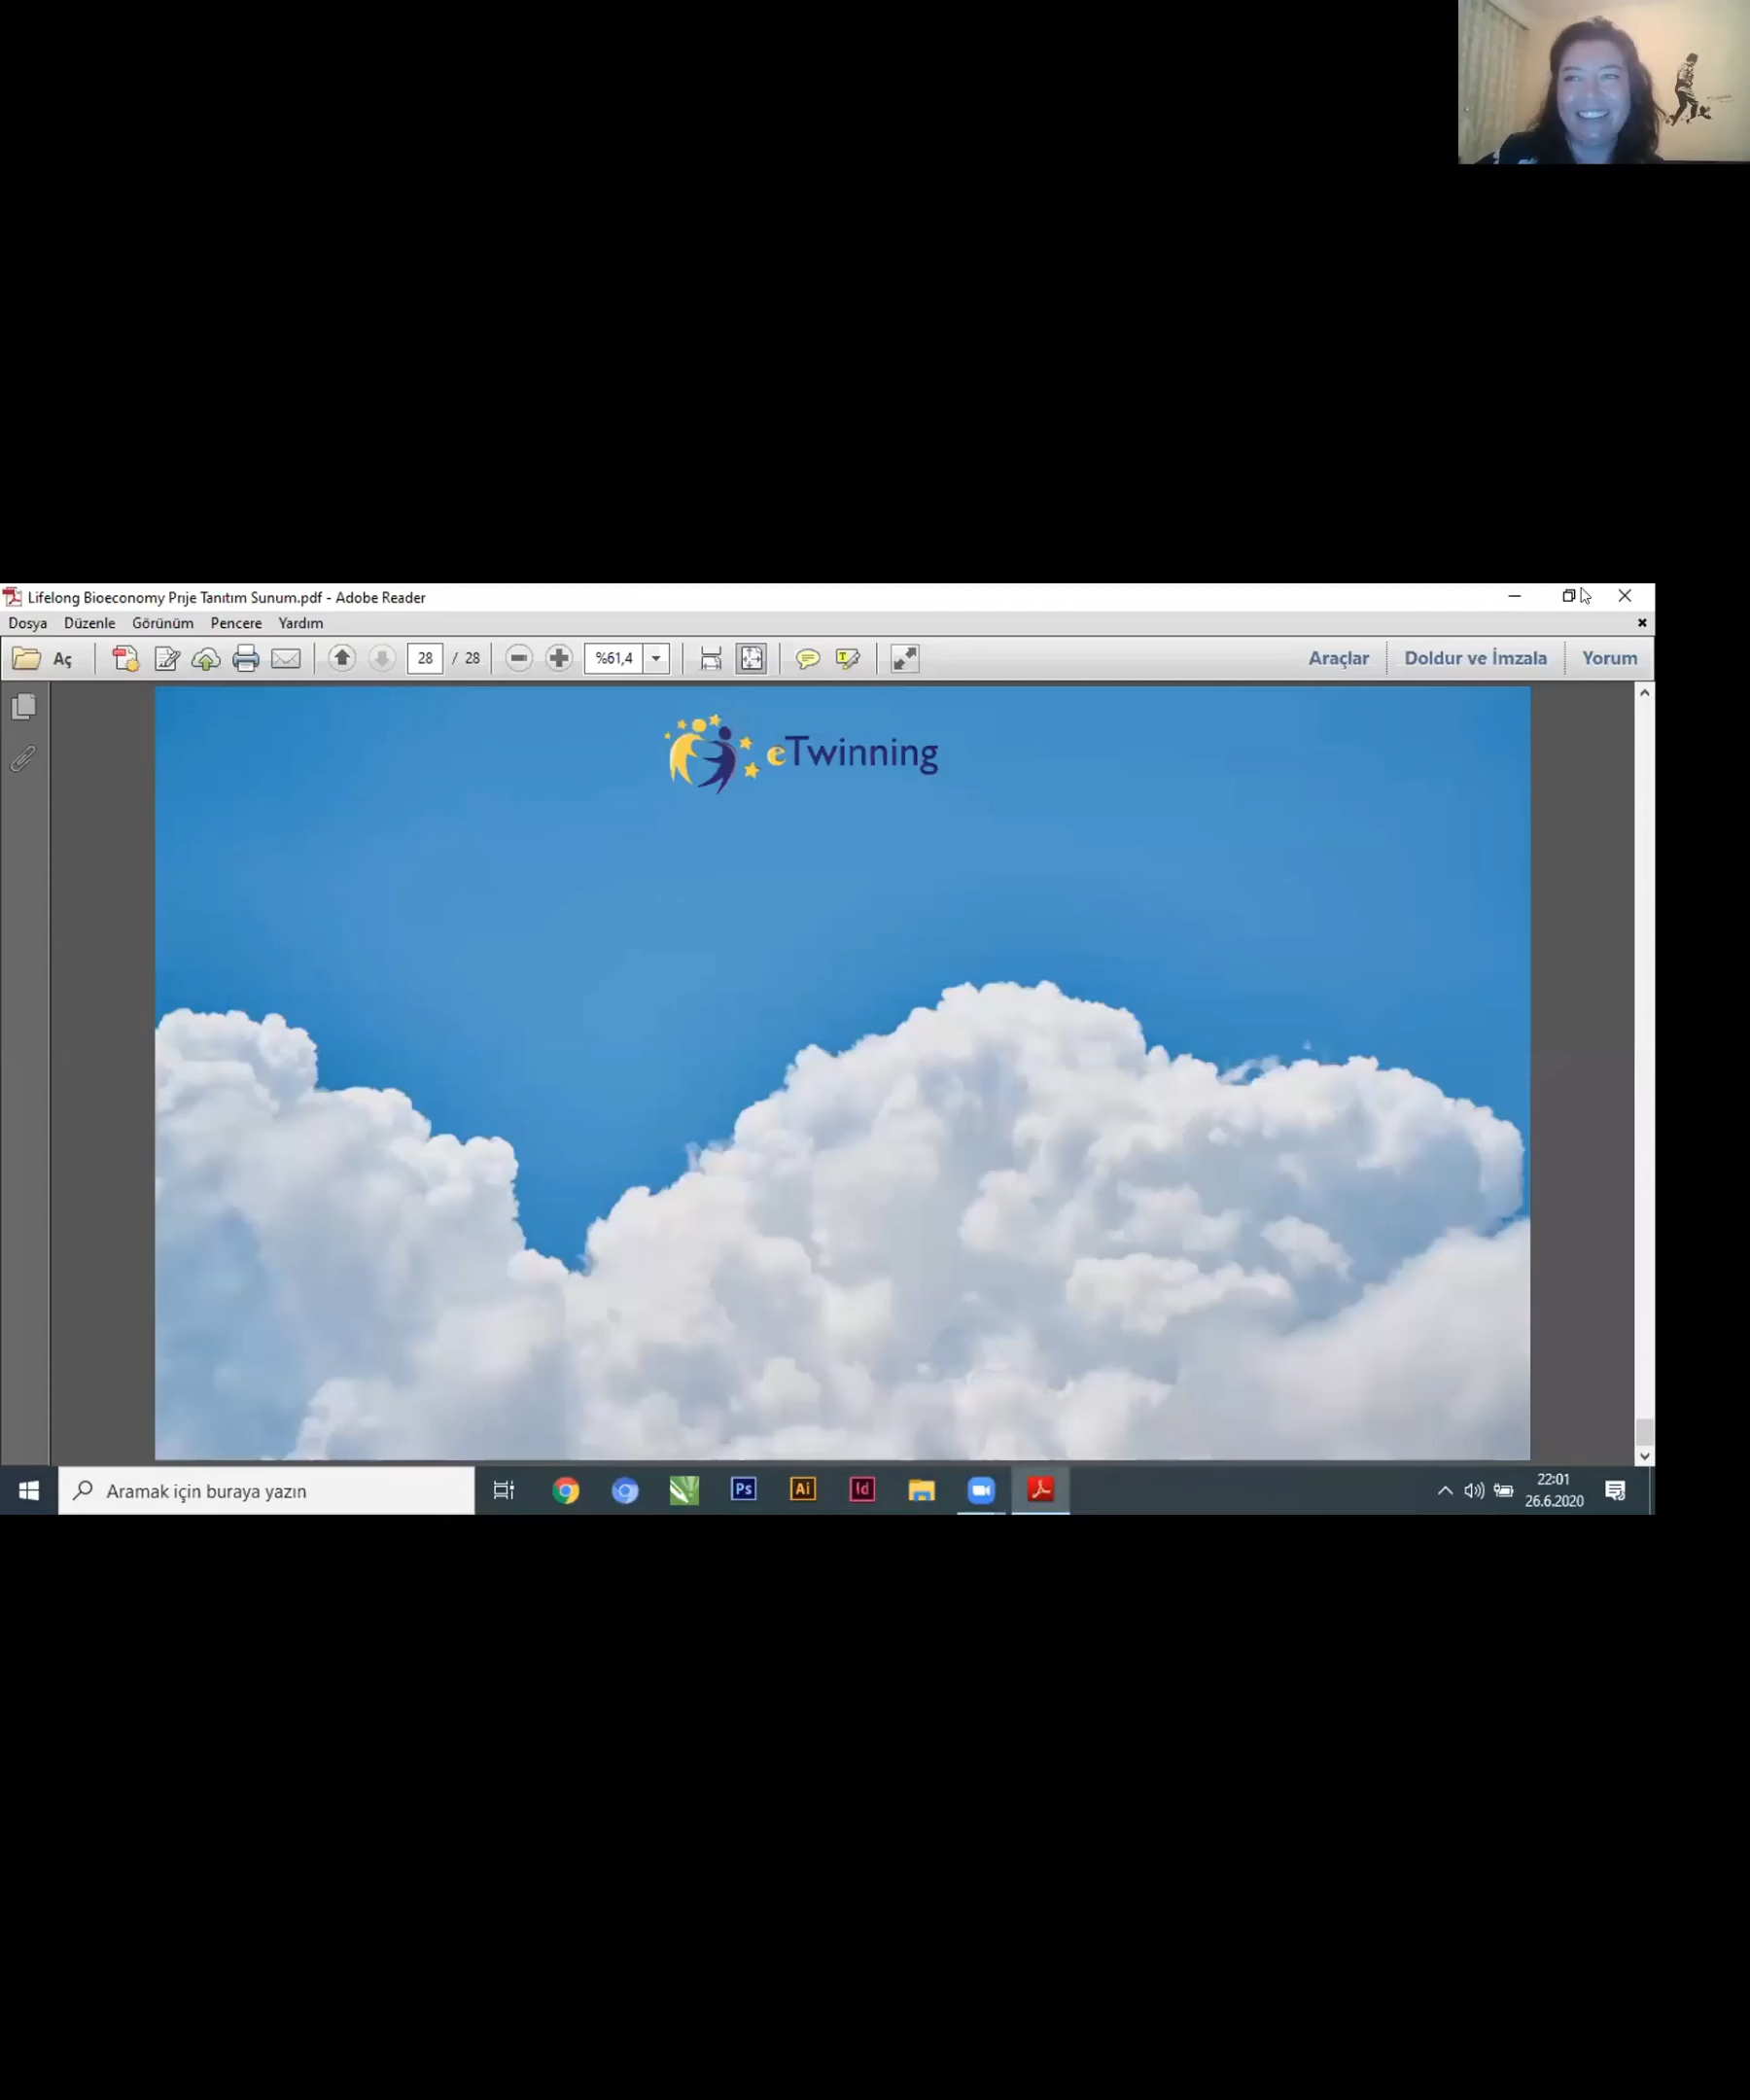 Lifelong Bioeconomy Prıje Tanıtım Sunum.pdf - Adobe Reader
Dosya Düzenle Görünüm Pencere Yardım
Aç 28 / 28 %61,4 Araçlar Doldur ve İmzala Yorum
eTwinning
Aramak için buraya yazın Ps Ai Id 22:01
26.6.2020